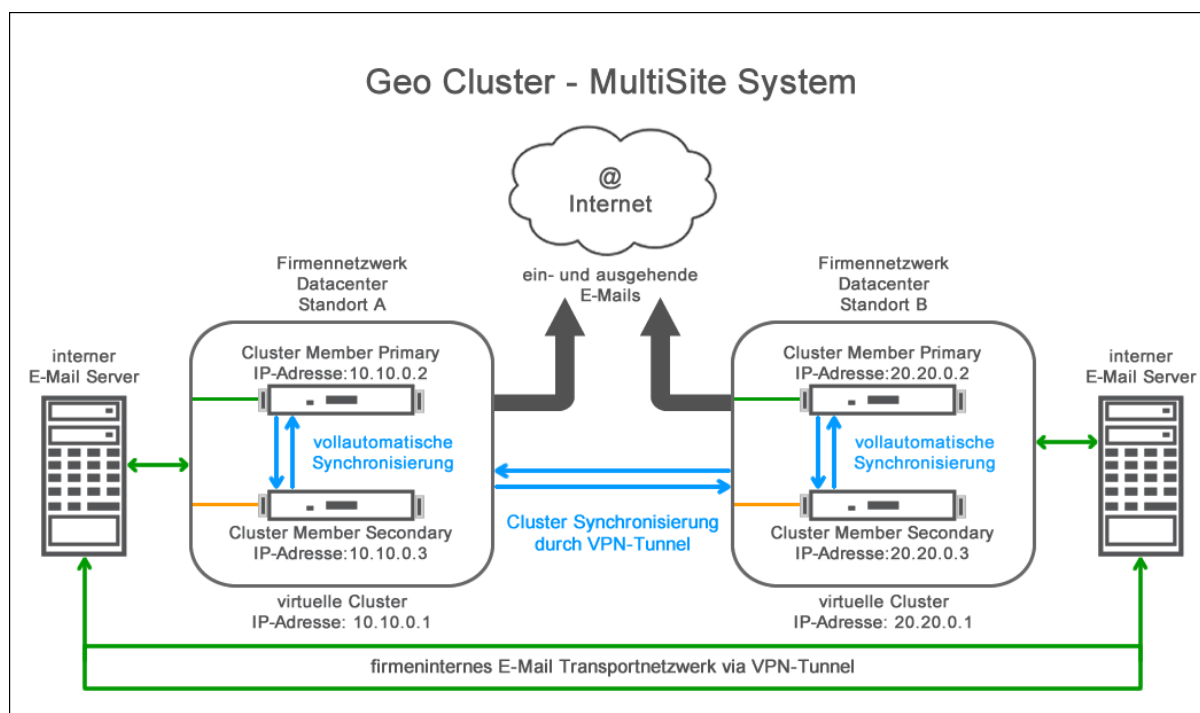 Geo Cluster - MultiSite System
@
Internet
ein- und ausgehende
E-Mails
Firmennetzwerk
Datacenter
Standort A
Firmennetzwerk
Datacenter
Standort B
interner
E-Mail Server
Cluster Member Primary
IP-Adresse:10.10.0.2
vollautomatische
Synchronisierung
Cluster Member Secondary
IP-Adresse:10.10.0.3
virtuelle Cluster
IP-Adresse: 10.10.0.1
Cluster Synchronisierung
durch VPN-Tunnel
Cluster Member Primary
IP-Adresse:20.20.0.2
vollautomatische
Synchronisierung
Cluster Member Secondary
IP-Adresse:20.20.0.3
virtuelle Cluster
IP-Adresse: 20.20.0.1
interner
E-Mail Server
firmeninternes E-Mail Transportnetzwerk via VPN-Tunnel